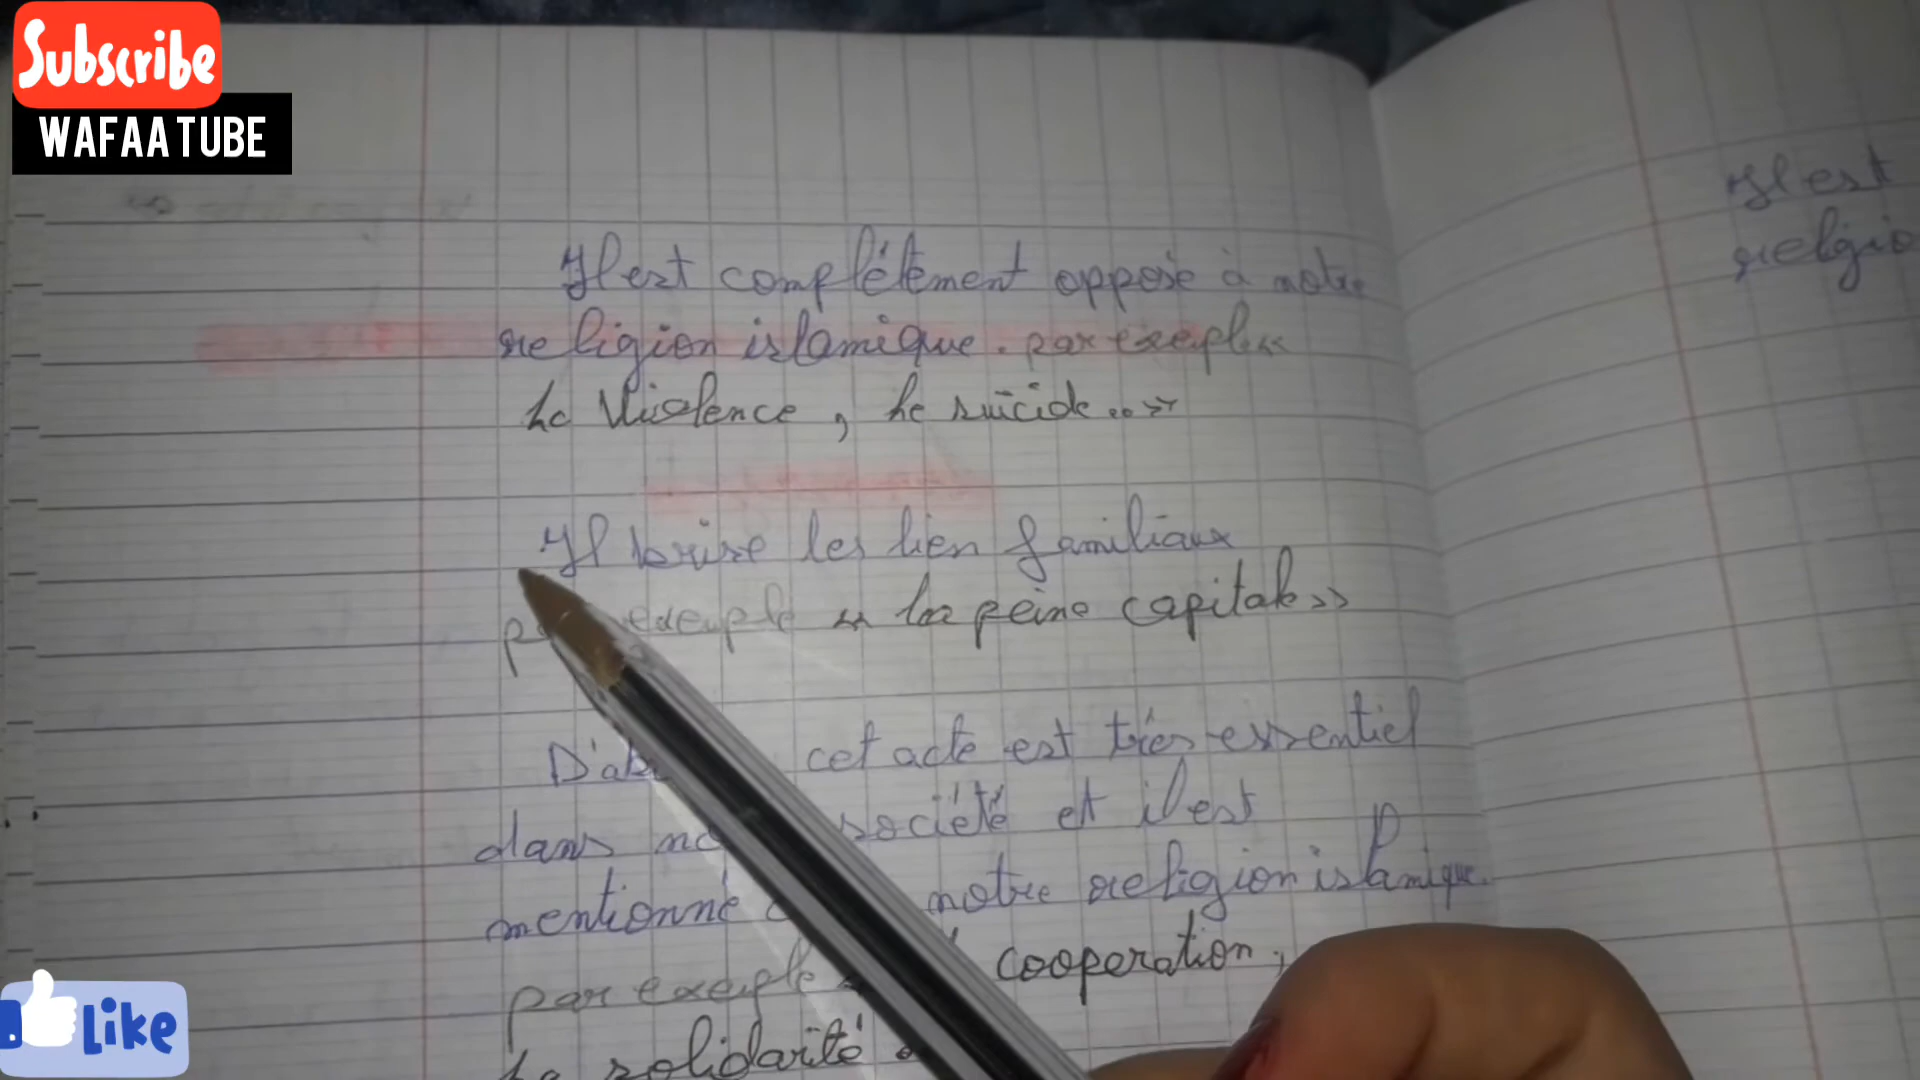 Subscribe
WAFAA TUBE
Il est complétement opposé à notre
religion islamique. par exemple «
La Violence, le suicide.. »
Il brise les lien familiaux
exemple « la peine capitale »
cet acte est très essentiel
dans société et il est
mentionné notre religion islamique.
par exemple cooperation,
La solidarité
Il est
religio
Like